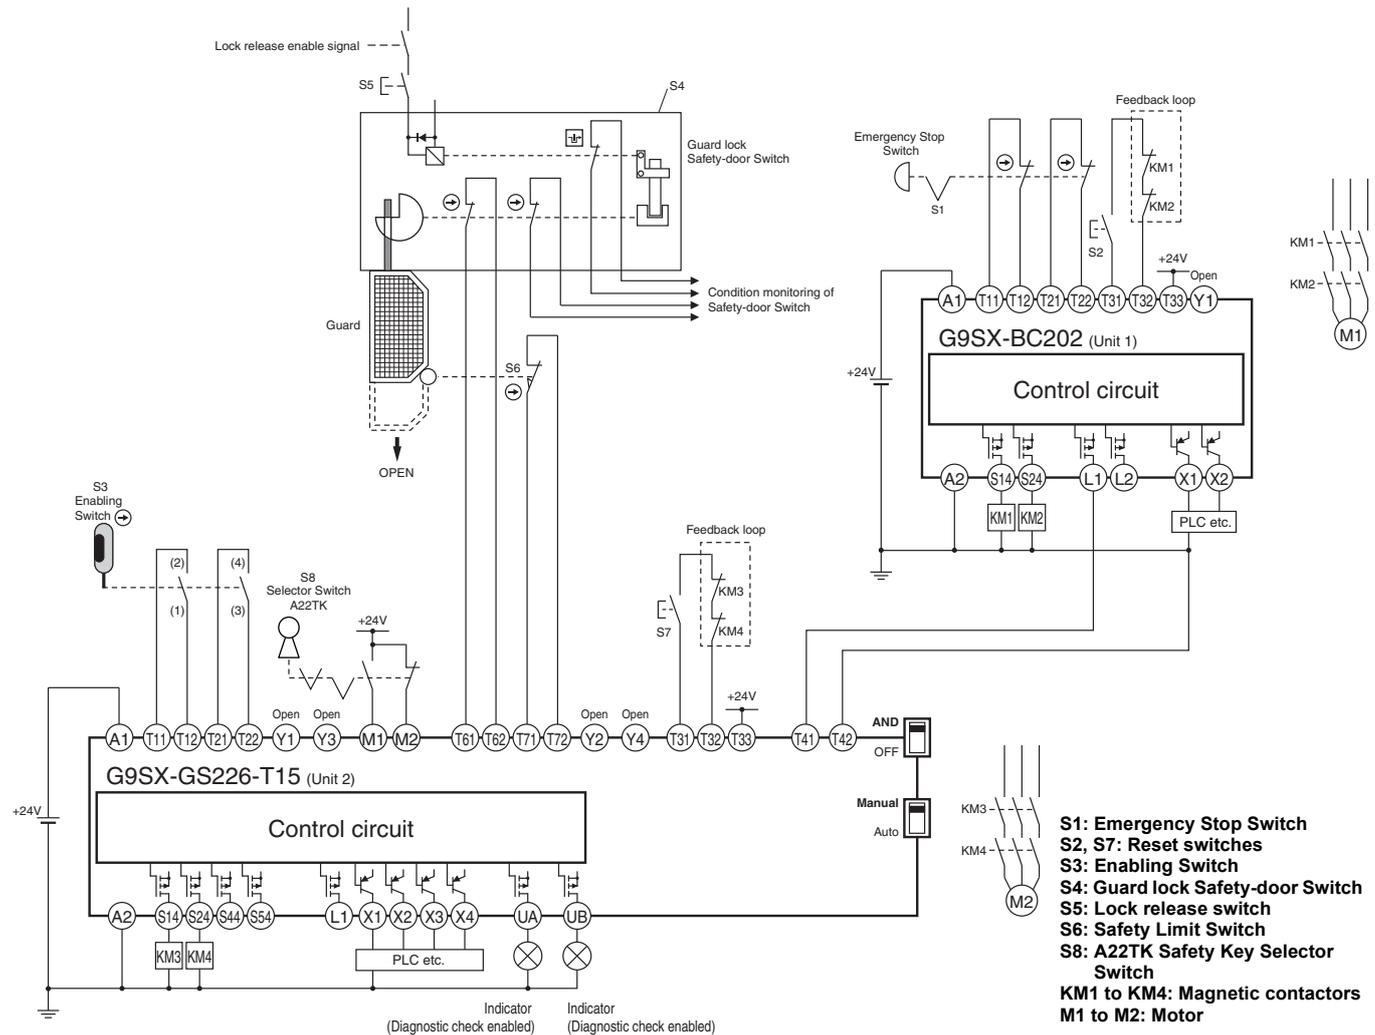 Lock release enable signal
S5
S4
Guard lock
Safety-door Switch
Condition monitoring of
Safety-door Switch
Guard
OPEN
S6
Emergency Stop
Switch
S1
S2
Feedback loop
KM1
KM2
+24V
Open
A1 T11 T12 T21 T22 T31 T32 T33 Y1
G9SX-BC202 (Unit 1)
Control circuit
+24V
A2 S14 S24 L1 L2 X1 X2
KM1 KM2
PLC etc.
KM1
KM2
M1
S3
Enabling
Switch
(2) (4)
(1) (3)
S8
Selector Switch
A22TK
+24V
Feedback loop
KM3
KM4
S7
+24V
Open Open Open Open
A1 T11 T12 T21 T22 Y1 Y3 M1 M2 T61 T62 T71 T72 Y2 Y4 T31 T32 T33 T41 T42
AND
OFF
G9SX-GS226-T15 (Unit 2)
Control circuit
+24V
Manual
Auto
A2 S14 S24 S44 S54 L1 X1 X2 X3 X4 UA UB
KM3 KM4
PLC etc.
Indicator
(Diagnostic check enabled)
Indicator
(Diagnostic check enabled)
KM3
KM4
M2
S1: Emergency Stop Switch
S2, S7: Reset switches
S3: Enabling Switch
S4: Guard lock Safety-door Switch
S5: Lock release switch
S6: Safety Limit Switch
S8: A22TK Safety Key Selector
Switch
KM1 to KM4: Magnetic contactors
M1 to M2: Motor